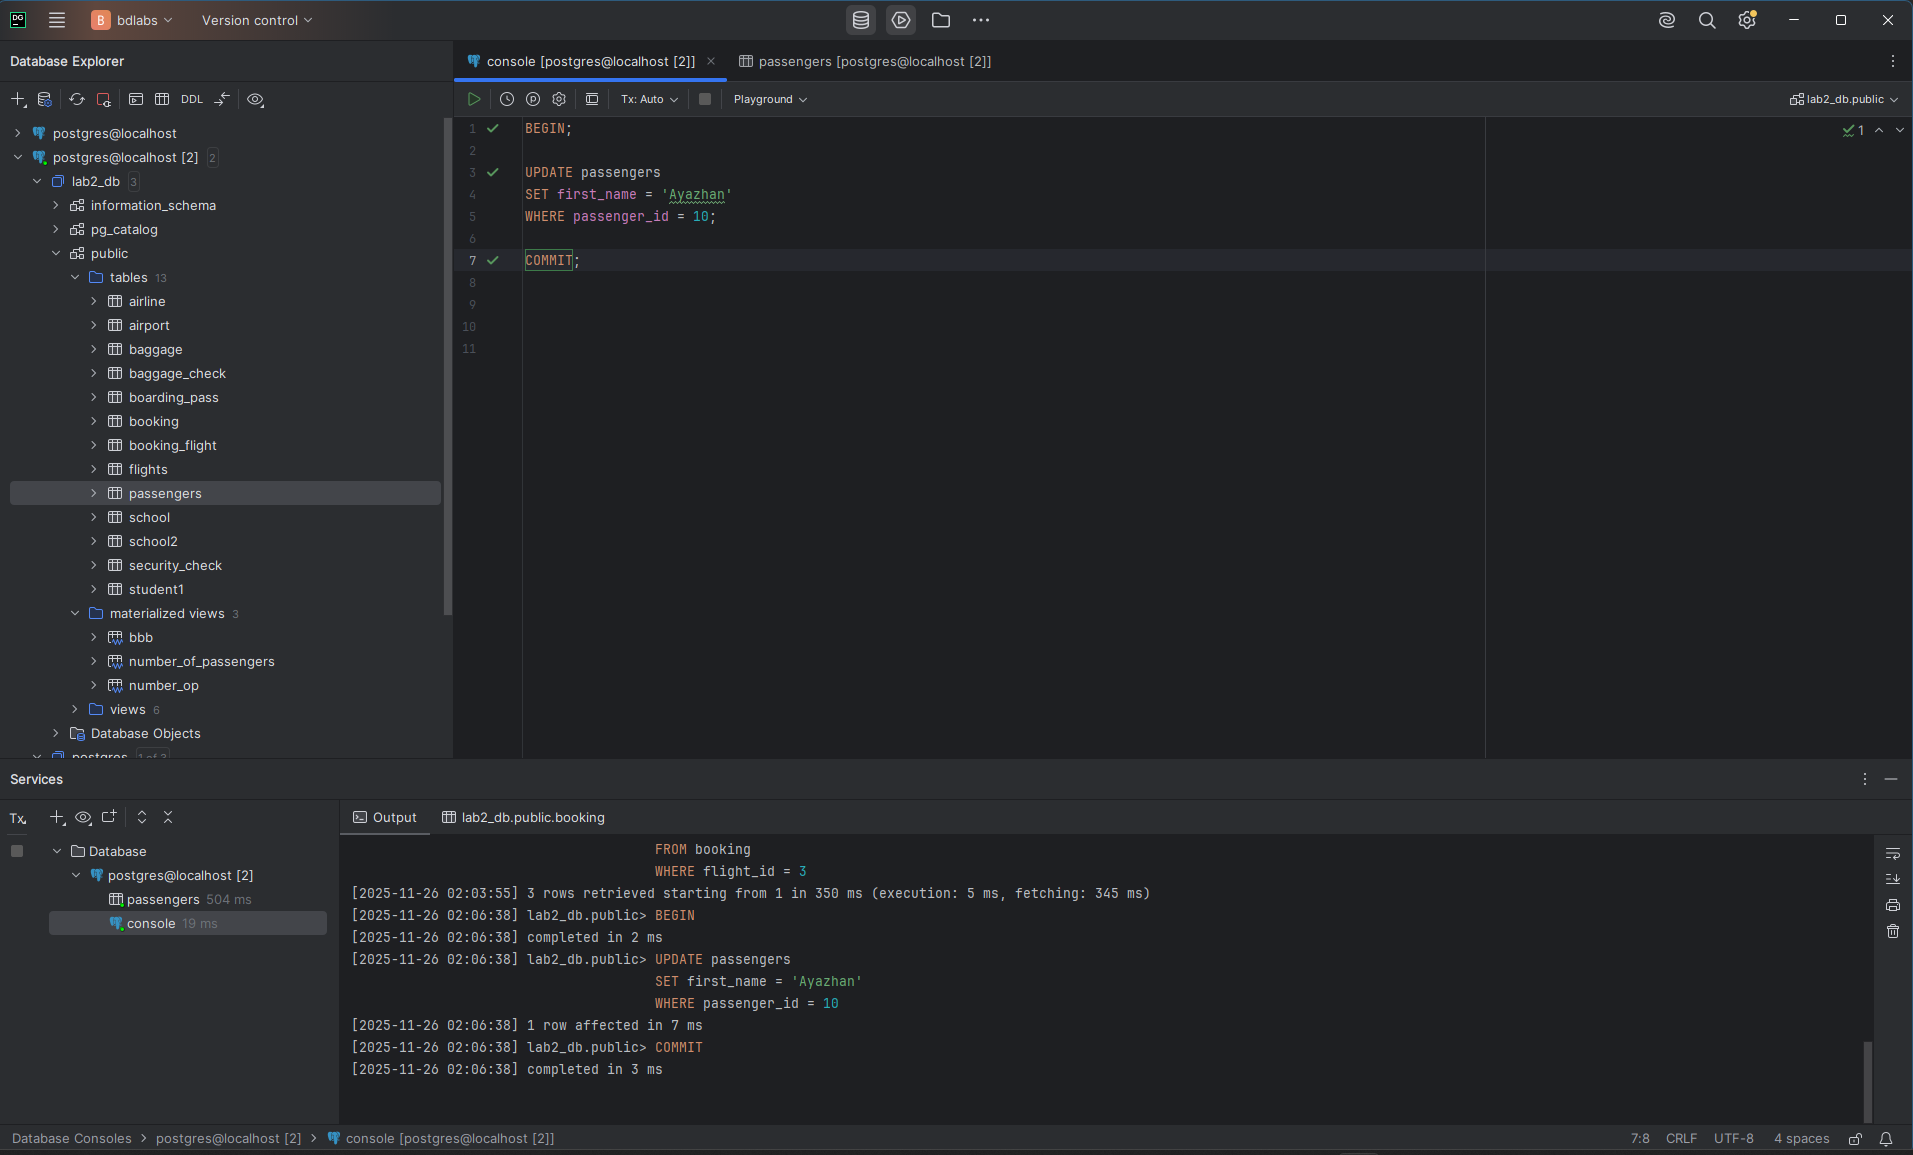 B bdlabs Version control
Database Explorer
console [postgres@localhost [2]]
passengers [postgres@localhost [2]]
DDL
Tx: Auto
Playground
lab2_db.public
postgres@localhost
postgres@localhost [2] 2
lab2_db 3
information_schema
pg_catalog
public
tables 13
airline
airport
baggage
baggage_check
boarding_pass
booking
booking_flight
flights
passengers
school
school2
security_check
student1
materialized views 3
bbb
number_of_passengers
number_op
views 6
Database Objects
postgres 1 of 3
1 BEGIN;
2
3 UPDATE passengers
4 SET first_name = 'Ayazhan'
5 WHERE passenger_id = 10;
6
7 COMMIT;
8
9
10
11
1
Services
Tx
Database
postgres@localhost [2]
passengers 504 ms
console 19 ms
Output
lab2_db.public.booking
FROM booking
WHERE flight_id = 3
[2025-11-26 02:03:55] 3 rows retrieved starting from 1 in 350 ms (execution: 5 ms, fetching: 345 ms)
[2025-11-26 02:06:38] lab2_db.public> BEGIN
[2025-11-26 02:06:38] completed in 2 ms
[2025-11-26 02:06:38] lab2_db.public> UPDATE passengers
SET first_name = 'Ayazhan'
WHERE passenger_id = 10
[2025-11-26 02:06:38] 1 row affected in 7 ms
[2025-11-26 02:06:38] lab2_db.public> COMMIT
[2025-11-26 02:06:38] completed in 3 ms
Database Consoles > postgres@localhost [2] > console [postgres@localhost [2]]
7:8 CRLF UTF-8 4 spaces